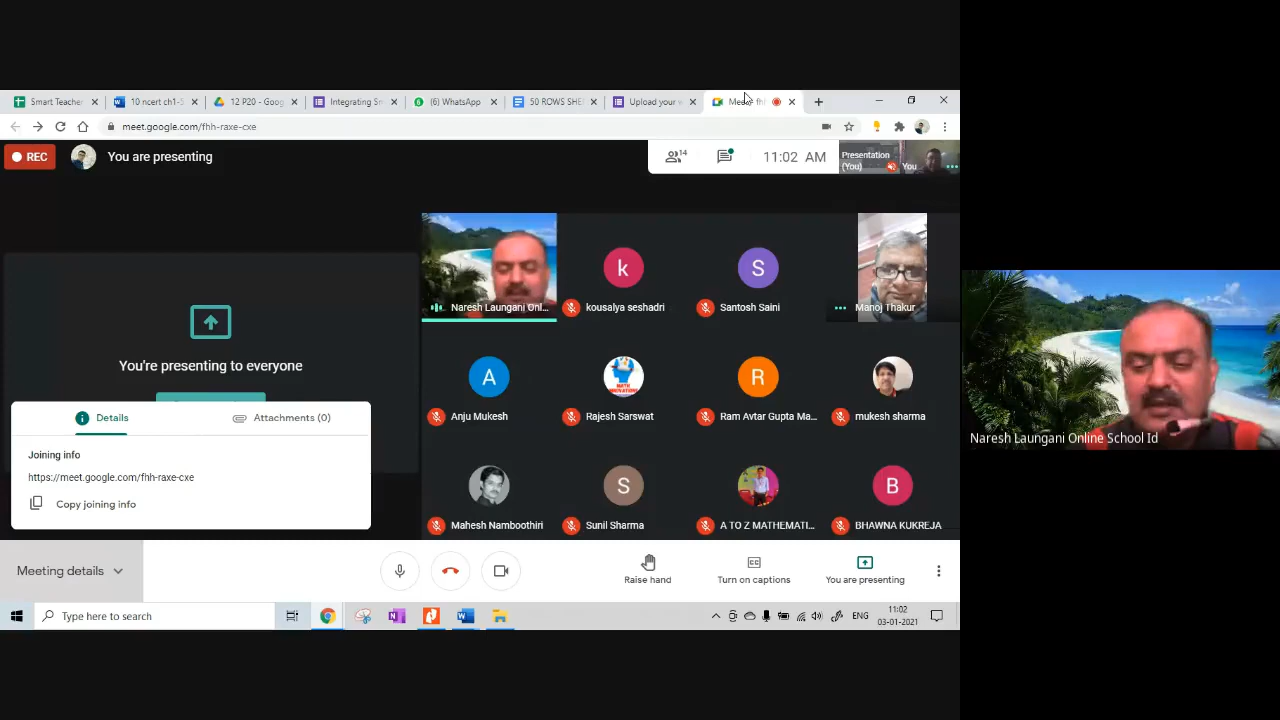 Smart Teache
10 ncert ch1-
12 P20 - Goog
Integrating Sr
(6) WhatsApp
50 ROWS SHE
Upload your
Mee
meet.google.com/fhh-raxe-cxe
REC
You are presenting
14
11:02 AM
Presentation
(You)
You
You're presenting to everyone
Naresh Laungani Onl...
kousalya seshadri
Santosh Saini
Manoj Thakur
k
S
Anju Mukesh
Rajesh Sarswat
Ram Avtar Gupta Ma...
mukesh sharma
A
R
Mahesh Namboothiri
Sunil Sharma
A TO Z MATHEMATI...
BHAWNA KUKREJA
S
B
Details
Attachments (0)
Joining info
https://meet.google.com/fhh-raxe-cxe
Copy joining info
Meeting details
Raise hand
Turn on captions
You are presenting
Type here to search
ENG
11:02
03-01-2021
Naresh Laungani Online School Id